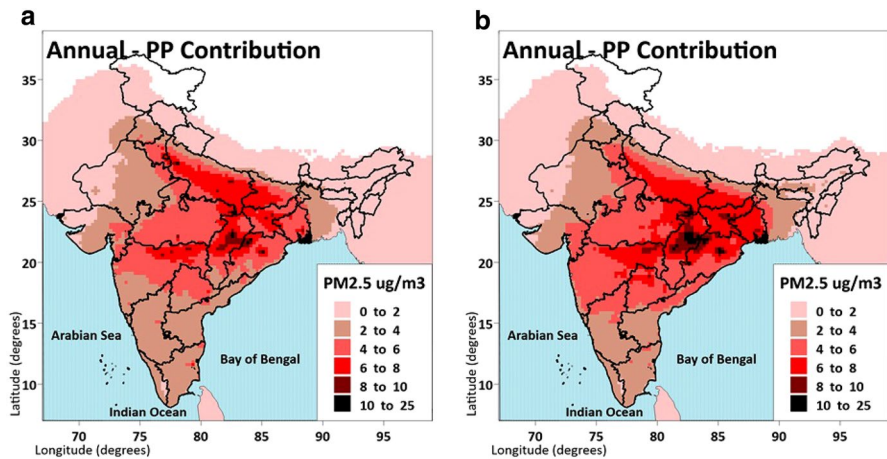 a
Annual - PP Contribution
35
30
25
20
15
10
Latitude (degrees)
Arabian Sea
Bay of Bengal
Indian Ocean
PM2.5 ug/m3
0 to 2
2 to 4
4 to 6
6 to 8
8 to 10
10 to 25
70 75 80 85 90 95
Longitude (degrees)
b
Annual - PP Contribution
35
30
25
20
15
10
Latitude (degrees)
Arabian Sea
Bay of Bengal
Indian Ocean
PM2.5 ug/m3
0 to 2
2 to 4
4 to 6
6 to 8
8 to 10
10 to 25
70 75 80 85 90 95
Longitude (degrees)